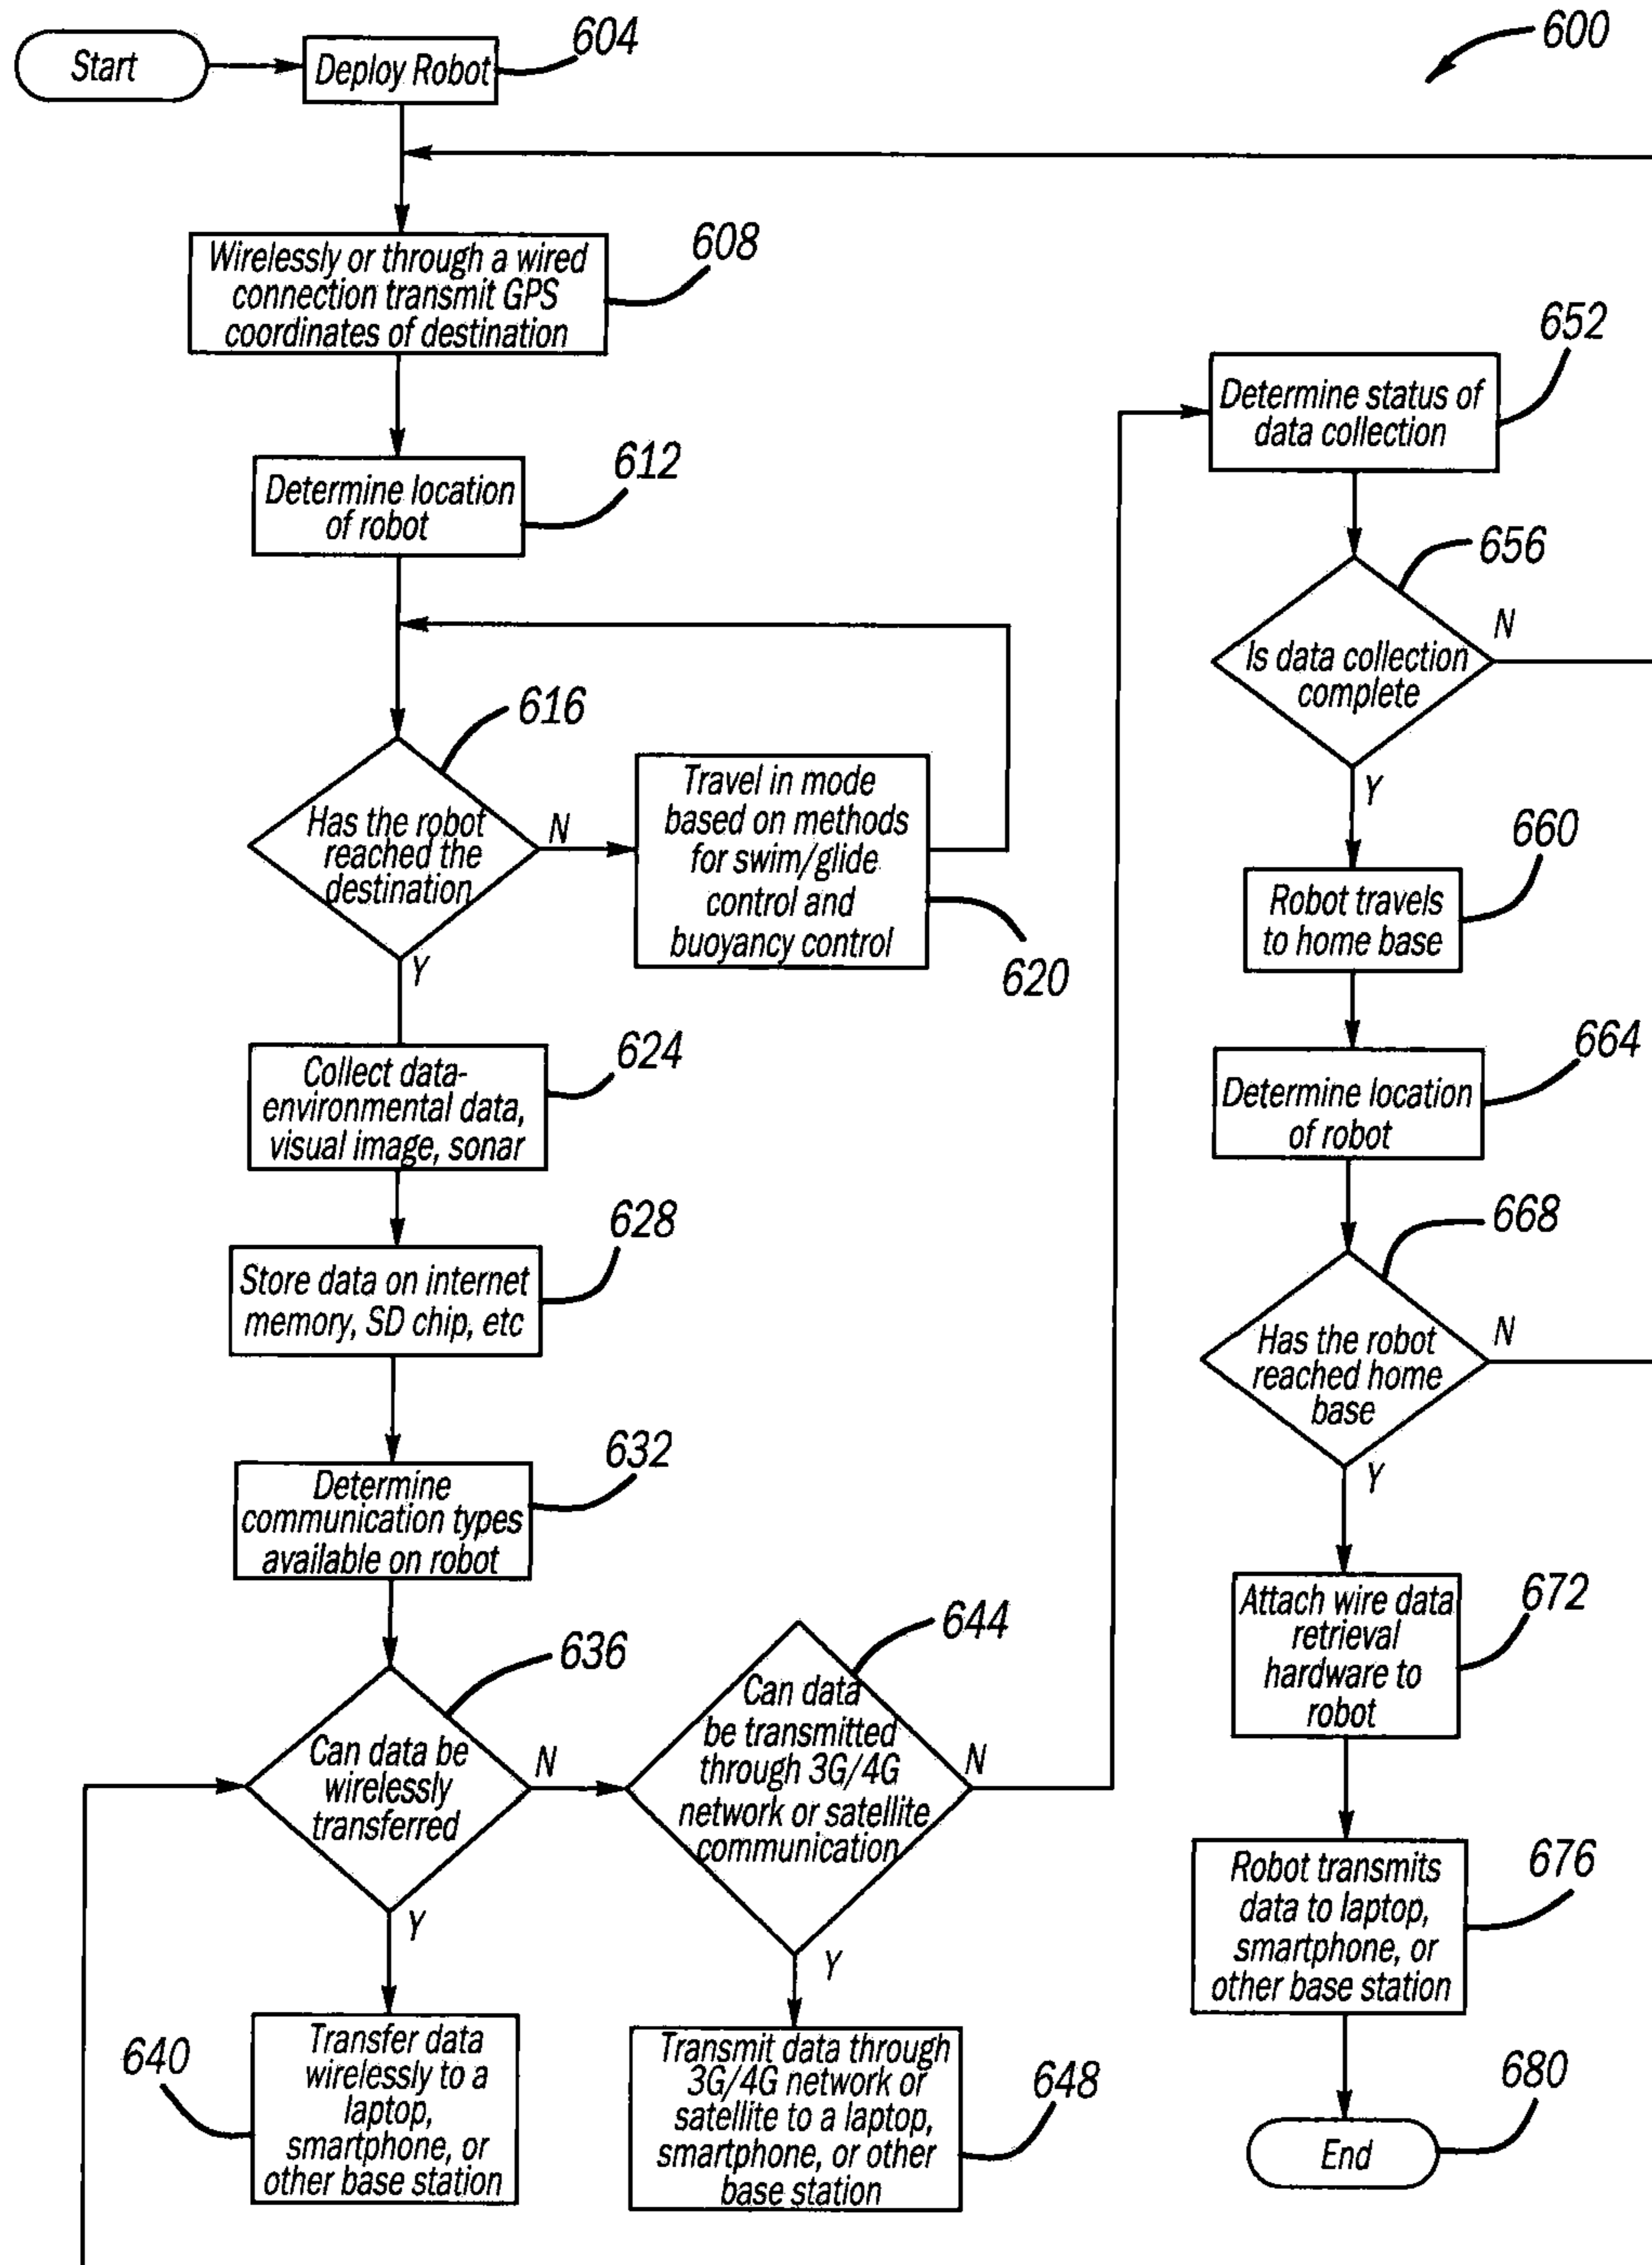 600
Start
Deploy Robot
604
Wirelessly or through a wired
connection transmit GPS
coordinates of destination
608
Determine location
of robot
612
Has the robot
reached the
destination
616
N
Y
Travel in mode
based on methods
for swim/glide
control and
buoyancy control
620
Collect data-
environmental data,
visual image, sonar
624
Store data on internet
memory, SD chip, etc
628
Determine
communication types
available on robot
632
Can data be
wirelessly
transferred
636
N
Y
Transfer data
wirelessly to a
laptop,
smartphone, or
other base station
640
Can data
be transmitted
through 3G/4G
network or satellite
communication
644
N
Y
Transmit data through
3G/4G network or
satellite to a laptop,
smartphone, or other
base station
648
Determine status of
data collection
652
Is data collection
complete
656
N
Y
Robot travels
to home base
660
Determine location
of robot
664
Has the robot
reached home
base
668
N
Y
Attach wire data
retrieval
hardware to
robot
672
Robot transmits
data to laptop,
smartphone, or
other base station
676
End
680